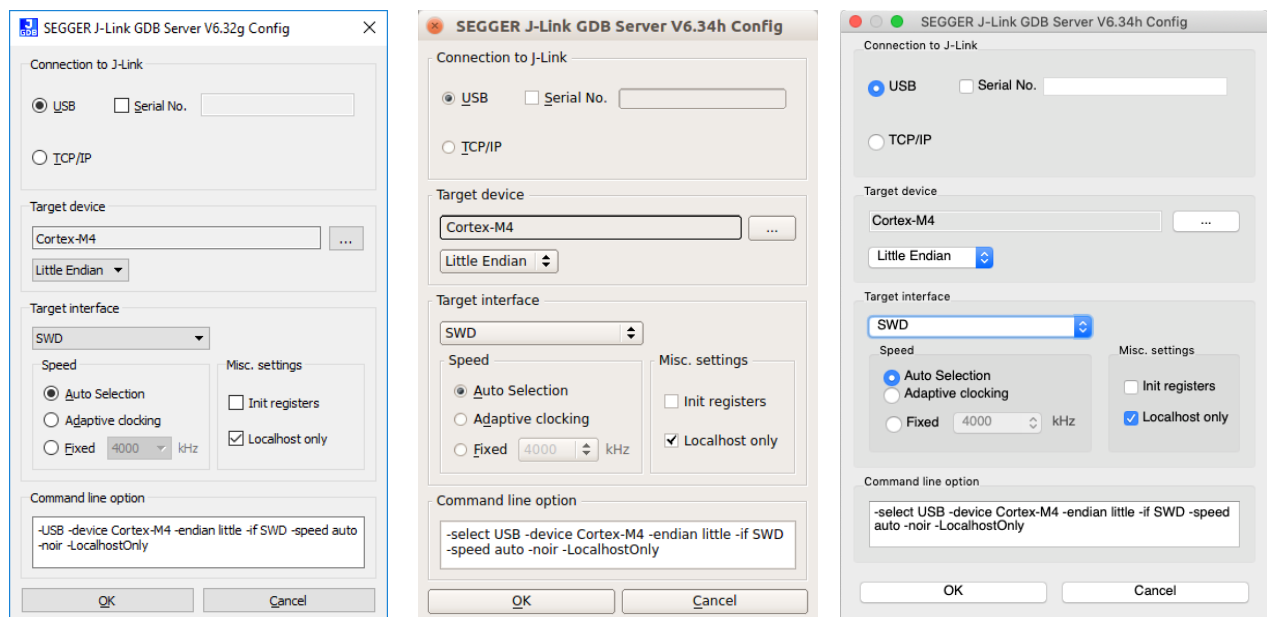 J GDB
SEGGER J-Link GDB Server V6.32g Config
Connection to J-Link
USB Serial No.
TCP/IP
Target device
Cortex-M4 ...
Little Endian
Target interface
SWD
Speed Misc. settings
Auto Selection
Init registers
Adaptive clocking
Localhost only
Fixed 4000 kHz
Command line option
-USB -device Cortex-M4 -endian little -if SWD -speed auto
-noir -LocalhostOnly
OK Cancel
SEGGER J-Link GDB Server V6.34h Config
Connection to J-Link
USB Serial No.
TCP/IP
Target device
Cortex-M4 ...
Little Endian
Target interface
SWD
Speed Misc. settings
Auto Selection
Init registers
Adaptive clocking
Localhost only
Fixed 4000 kHz
Command line option
-select USB -device Cortex-M4 -endian little -if SWD
-speed auto -noir -LocalhostOnly
OK Cancel
SEGGER J-Link GDB Server V6.34h Config
Connection to J-Link
USB Serial No.
TCP/IP
Target device
Cortex-M4 ...
Little Endian
Target interface
SWD
Speed Misc. settings
Auto Selection
Init registers
Adaptive clocking
Localhost only
Fixed 4000 kHz
Command line option
-select USB -device Cortex-M4 -endian little -if SWD -speed
auto -noir -LocalhostOnly
OK Cancel